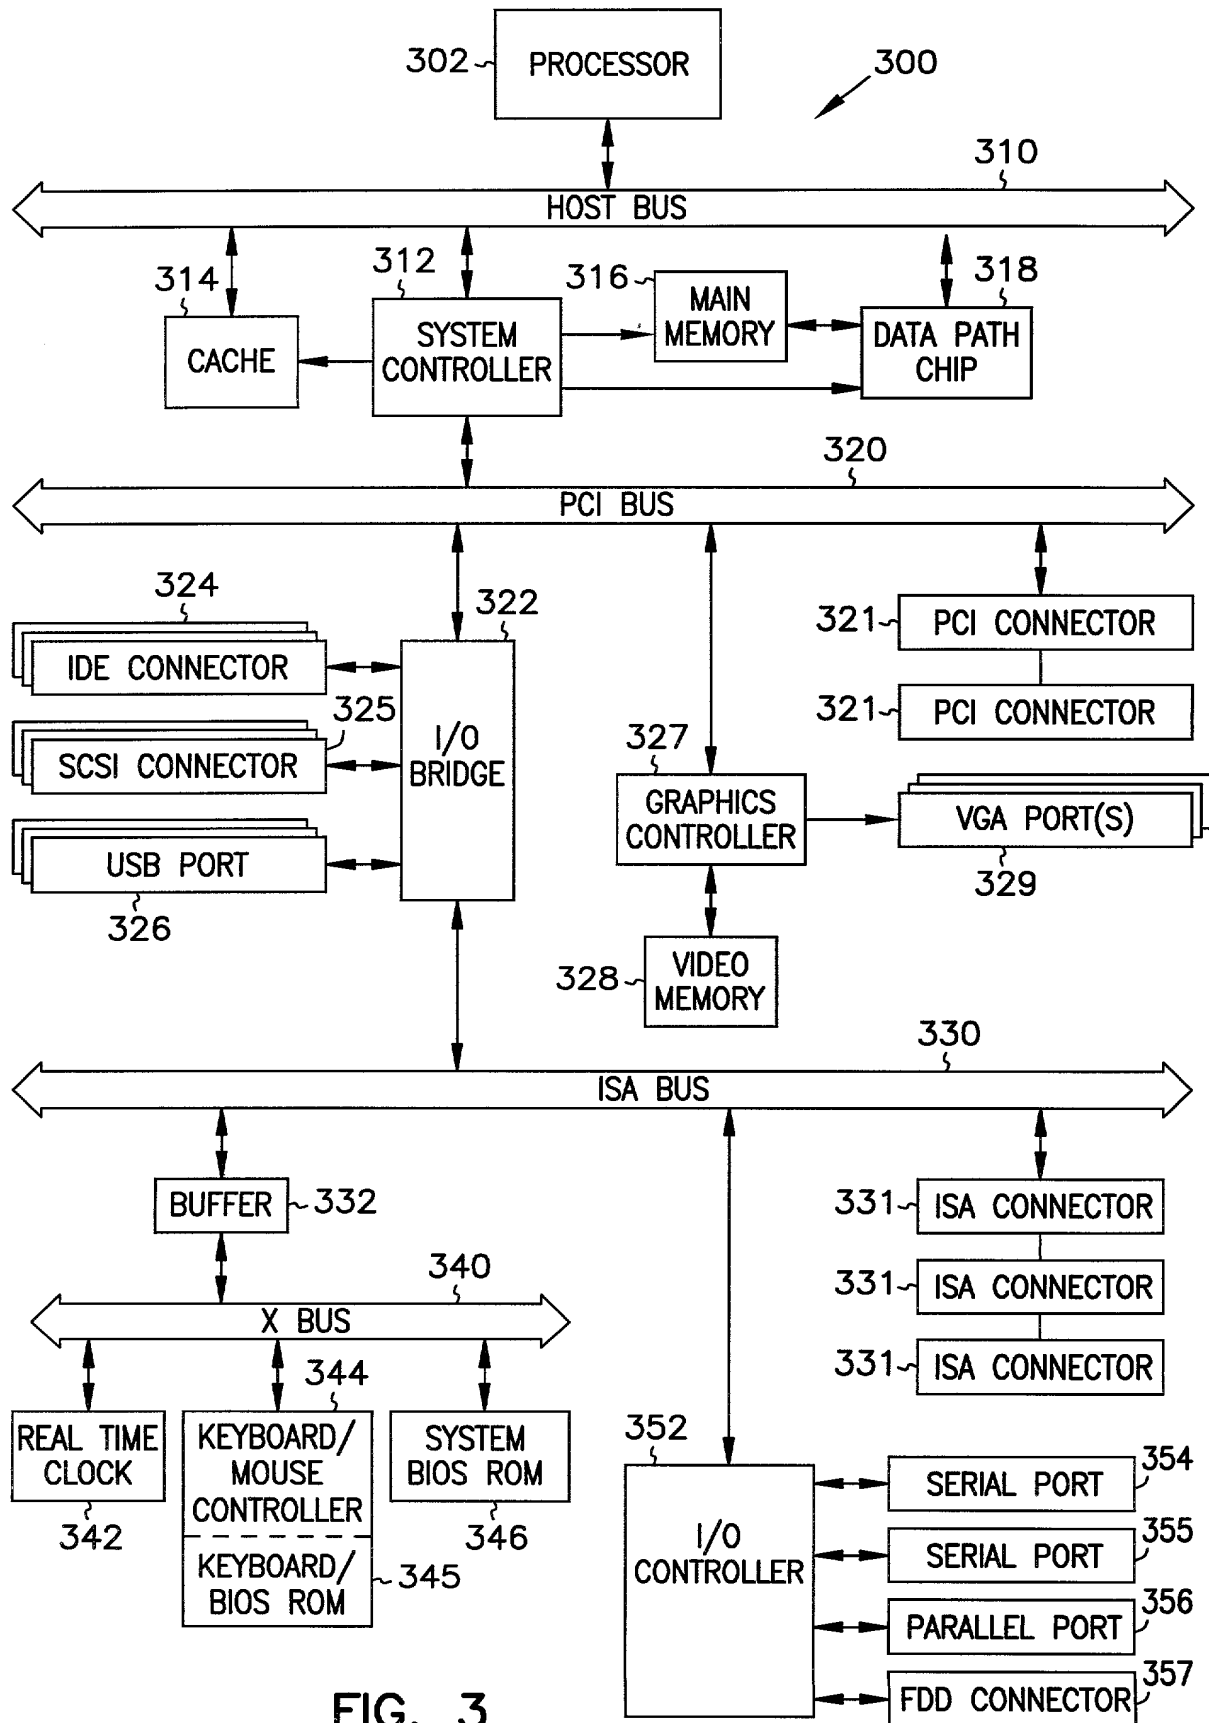 PROCESSOR
302
300
310
HOST BUS
314
312
316
318
CACHE
SYSTEM
CONTROLLER
MAIN
MEMORY
DATA PATH
CHIP
320
PCI BUS
324
322
IDE CONNECTOR
325
SCSI CONNECTOR
USB PORT
326
I/O
BRIDGE
321
PCI CONNECTOR
321
PCI CONNECTOR
327
GRAPHICS
CONTROLLER
VGA PORT(S)
329
328
VIDEO
MEMORY
330
ISA BUS
BUFFER
332
331
ISA CONNECTOR
331
ISA CONNECTOR
331
ISA CONNECTOR
340
X BUS
344
REAL TIME
CLOCK
342
KEYBOARD/
MOUSE
CONTROLLER
KEYBOARD/
BIOS ROM
345
SYSTEM
BIOS ROM
346
352
I/O
CONTROLLER
354
SERIAL PORT
355
SERIAL PORT
356
PARALLEL PORT
357
FDD CONNECTOR
FIG. 3